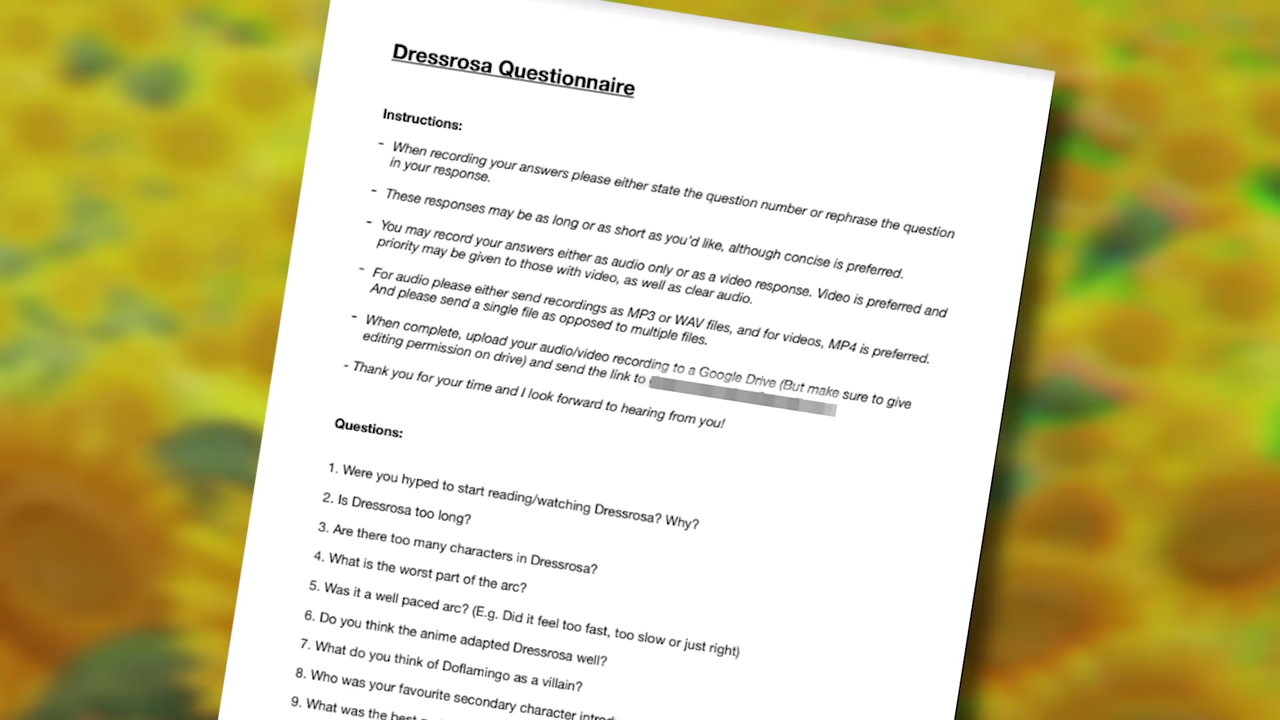 Dressrosa Questionnaire
Instructions:
- When recording your answers please either state the question number or rephrase the question
in your response.
- These responses may be as long or as short as you'd like, although concise is preferred.
- You may record your answers either as audio only or as a video response. Video is preferred and
priority may be given to those with video, as well as clear audio.
- For audio please either send recordings as MP3 or WAV files, and for videos, MP4 is preferred.
And please send a single file as opposed to multiple files.
- When complete, upload your audio/video recording to a Google Drive (But make sure to give
editing permission on drive) and send the link to
- Thank you for your time and I look forward to hearing from you!
Questions:
1. Were you hyped to start reading/watching Dressrosa? Why?
2. Is Dressrosa too long?
3. Are there too many characters in Dressrosa?
4. What is the worst part of the arc?
5. Was it a well paced arc? (E.g. Did it feel too fast, too slow or just right)
6. Do you think the anime adapted Dressrosa well?
7. What do you think of Doflamingo as a villain?
8. Who was your favourite secondary character
9. What was the best